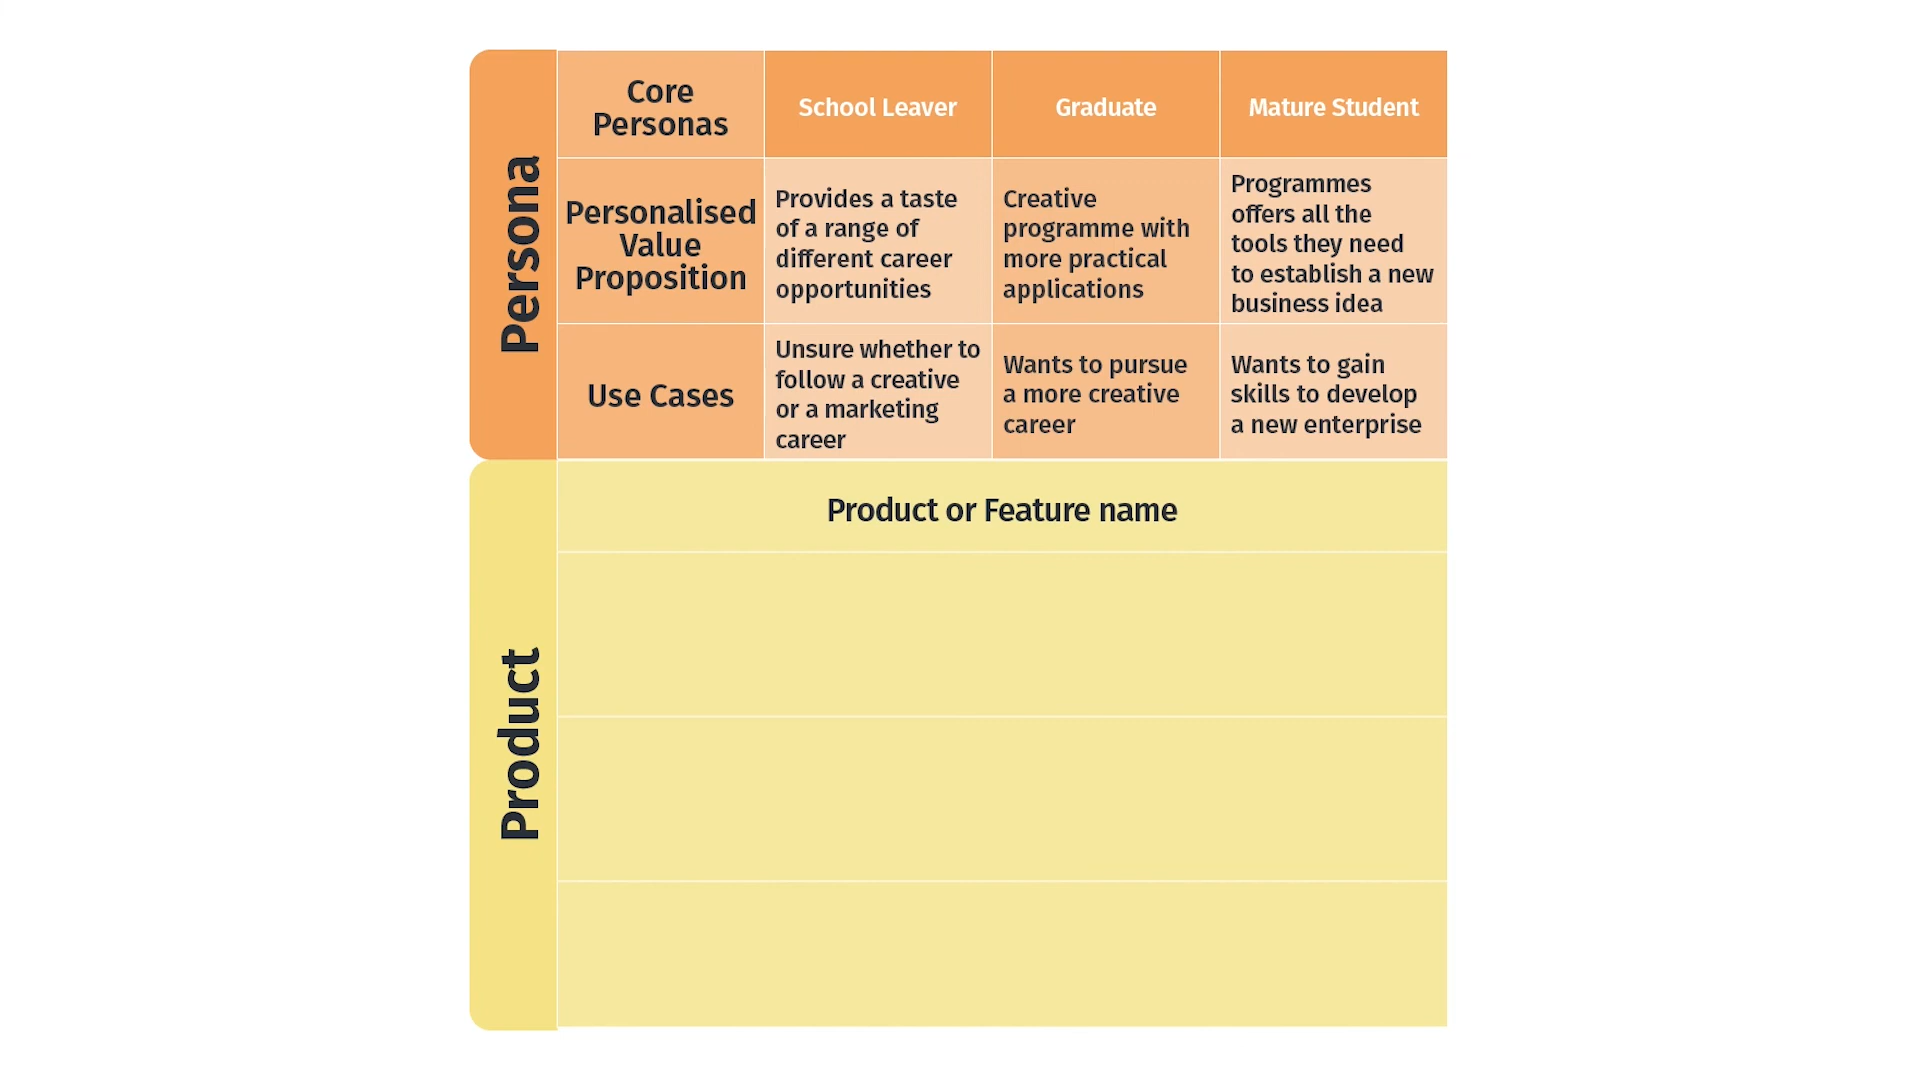 Persona
Core
Personas
School Leaver
Graduate
Mature Student
Personalised
Value
Proposition
Provides a taste
of a range of
different career
opportunities
Creative
programme with
more practical
applications
Programmes
offers all the
tools they need
to establish a new
business idea
Use Cases
Unsure whether to
follow a creative
or a marketing
career
Wants to pursue
a more creative
career
Wants to gain
skills to develop
a new enterprise
Product
Product or Feature name